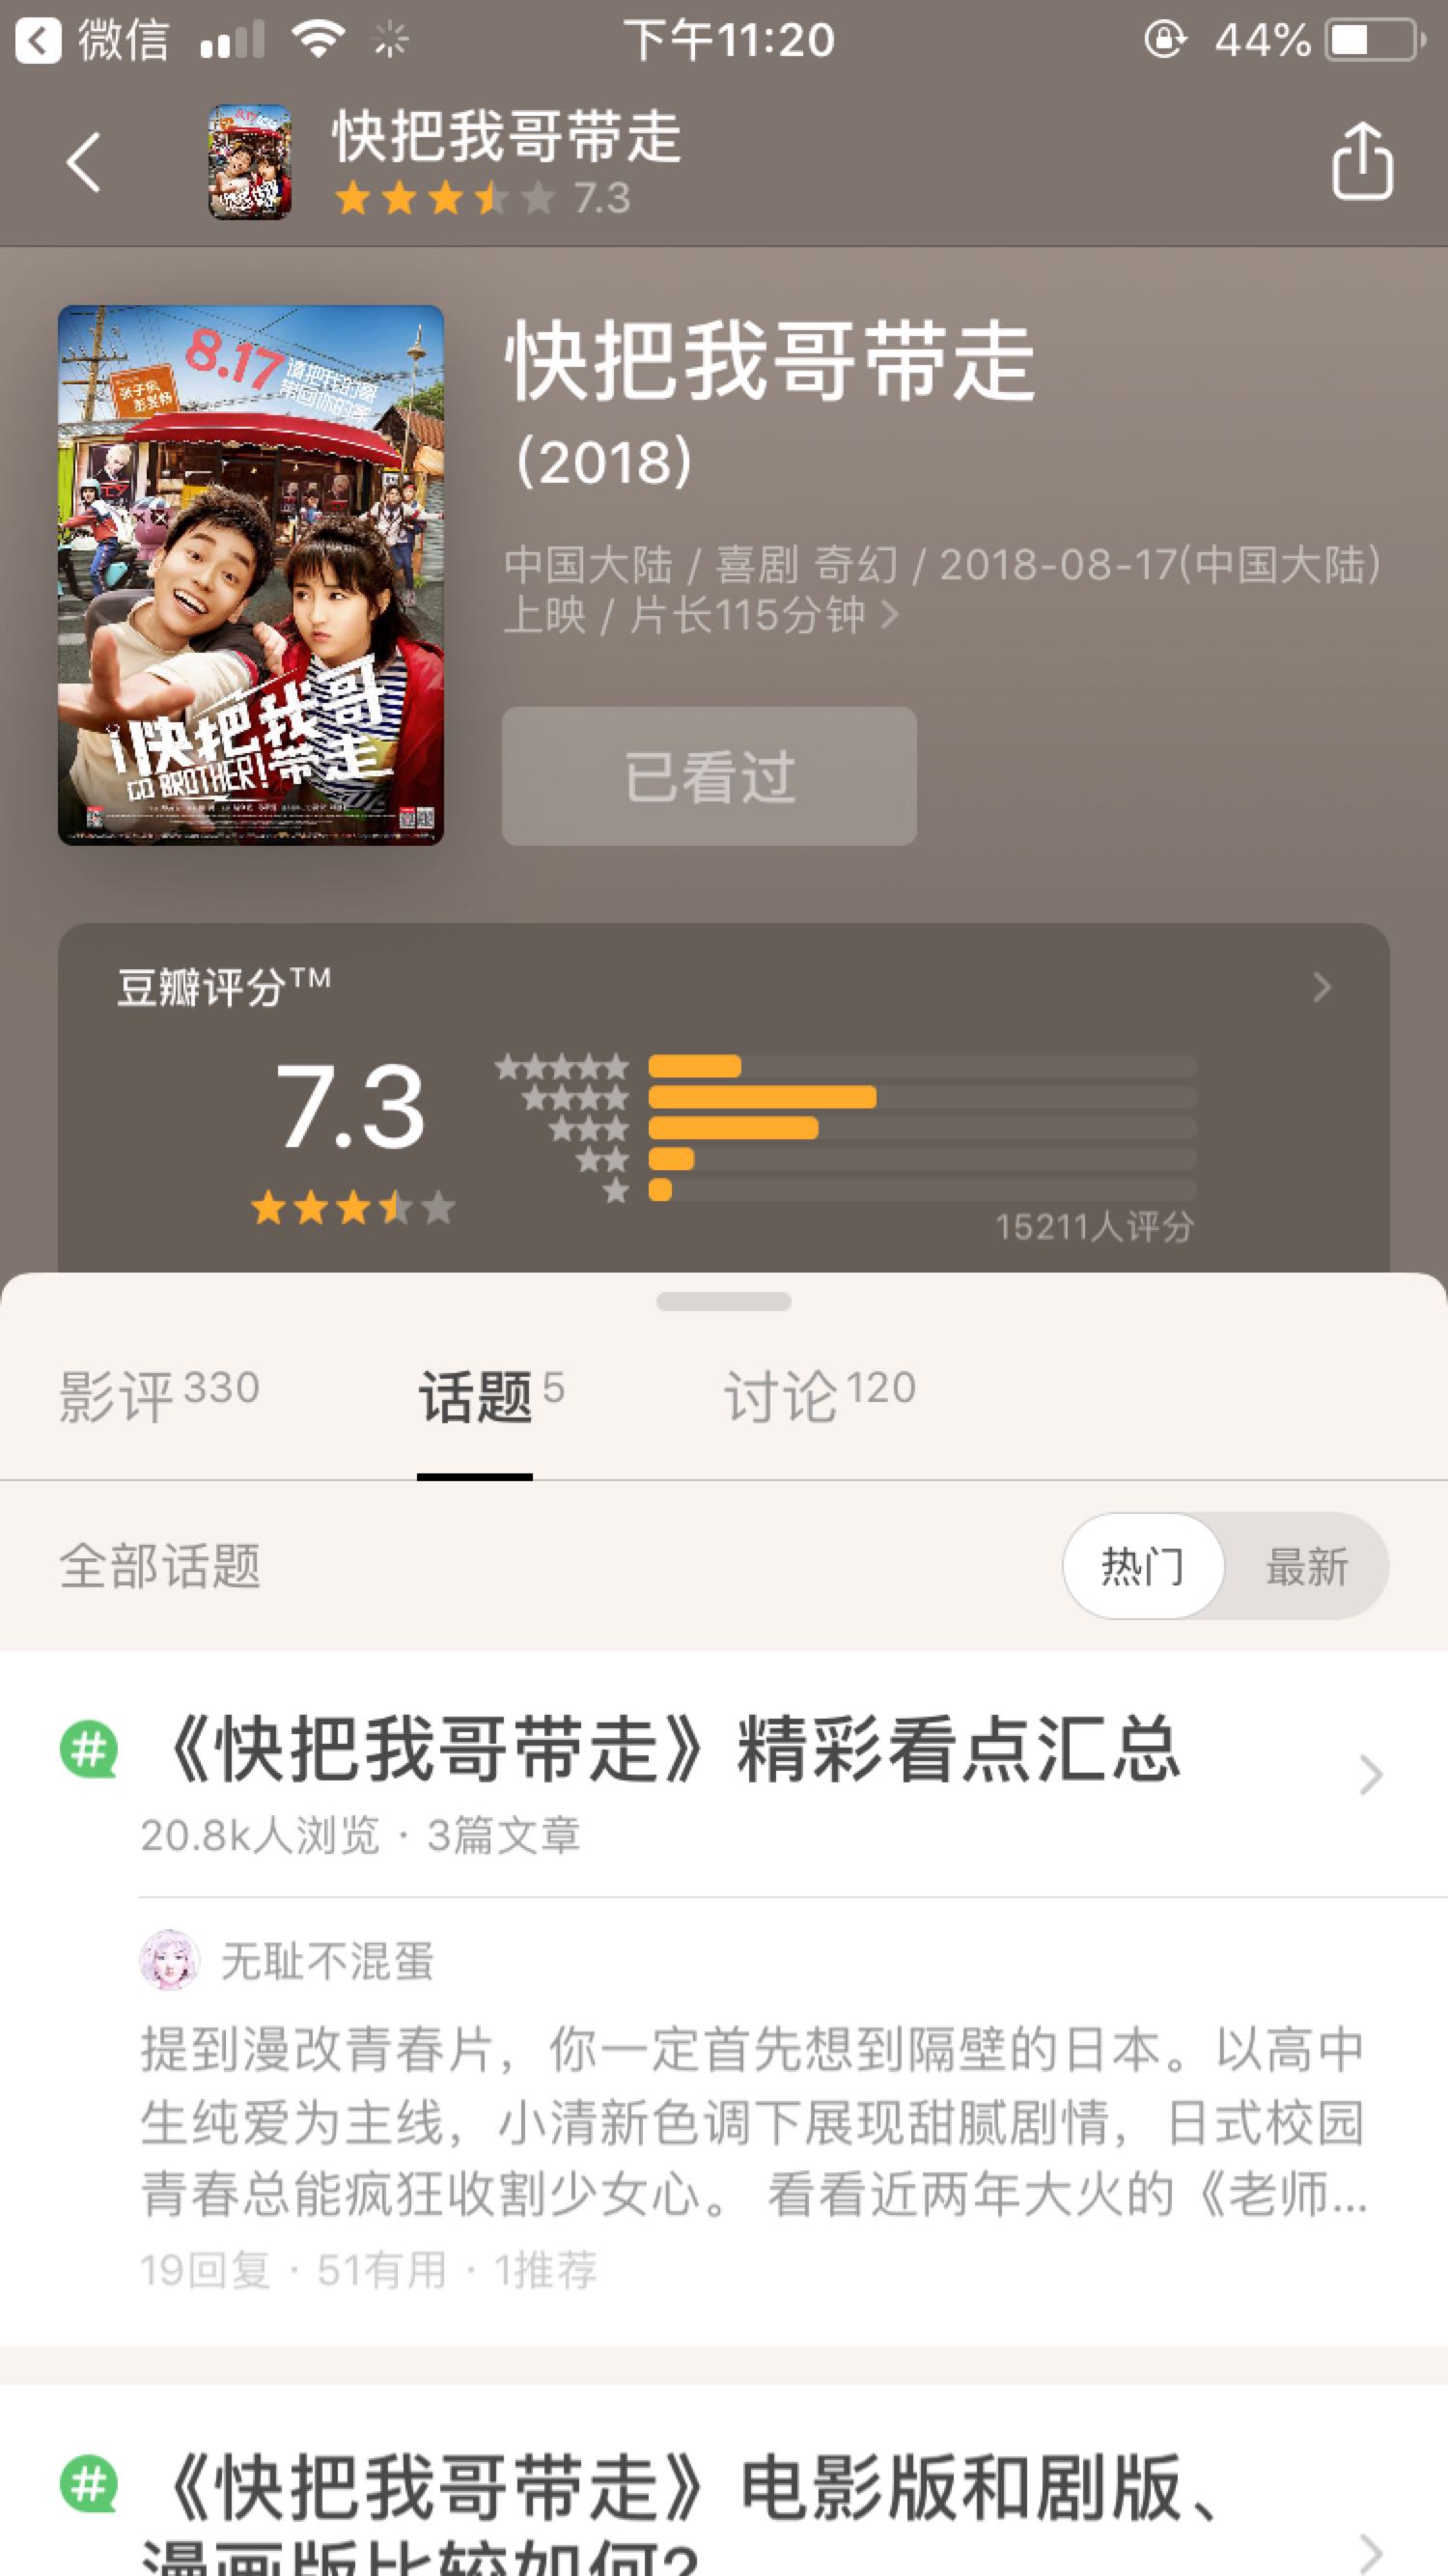 微信
下午11:20
44%
快把我哥带走
7.3
8.17
请把我的哥
带回你的家
张子枫
彭昱畅
快把我哥
带走
GO BROTHER!
快把我哥带走
(2018)
中国大陆 / 喜剧 奇幻 / 2018-08-17(中国大陆)
上映 / 片长115分钟
已看过
豆瓣评分TM
7.3
15211人评分
影评 330
话题 5
讨论 120
全部话题
热门
最新
#
《快把我哥带走》精彩看点汇总
20.8k人浏览 · 3篇文章
无耻不混蛋
提到漫改青春片，你一定首先想到隔壁的日本。以高中
生纯爱为主线，小清新色调下展现甜腻剧情，日式校园
青春总能疯狂收割少女心。 看看近两年大火的《老师...
19回复 · 51有用 · 1推荐
#
《快把我哥带走》电影版和剧版、
漫画版比较如何？